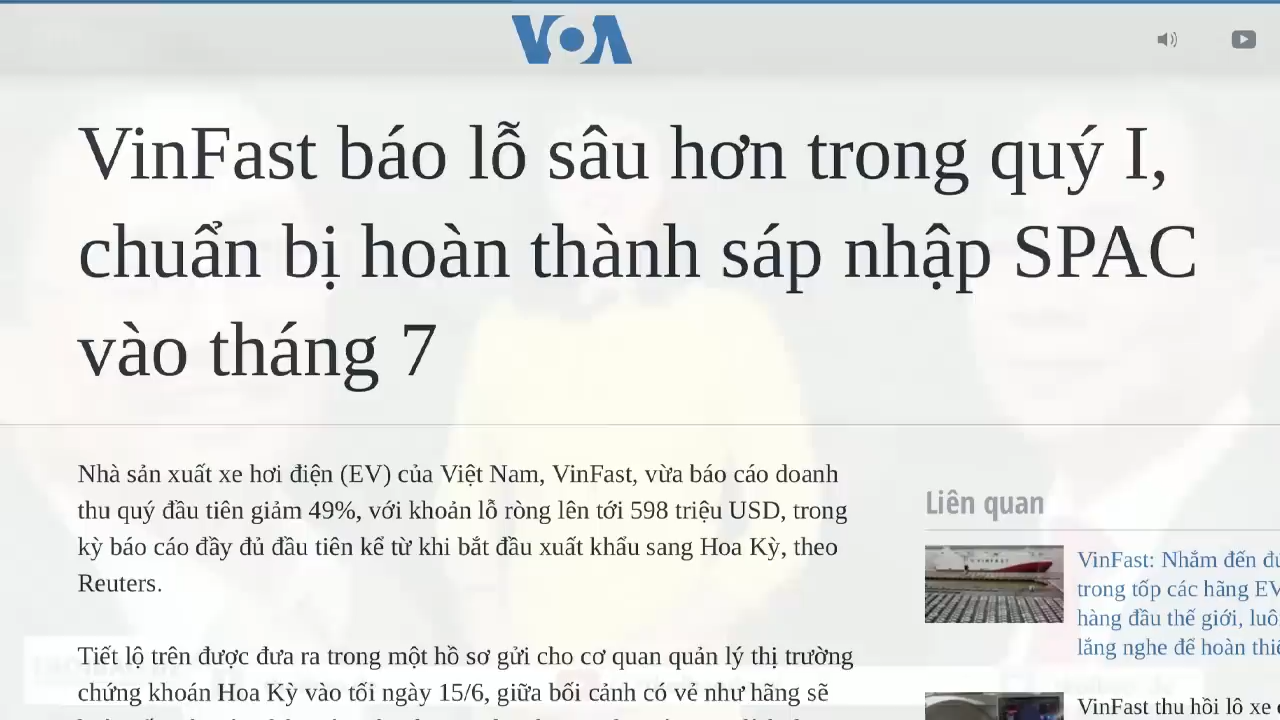 VOA
VinFast báo lỗ sâu hơn trong quý I,
chuẩn bị hoàn thành sáp nhập SPAC
vào tháng 7
Nhà sản xuất xe hơi điện (EV) của Việt Nam, VinFast, vừa báo cáo doanh
thu quý đầu tiên giảm 49%, với khoản lỗ ròng lên tới 598 triệu USD, trong
kỳ báo cáo đầy đủ đầu tiên kể từ khi bắt đầu xuất khẩu sang Hoa Kỳ, theo
Reuters.
Tiết lộ trên được đưa ra trong một hồ sơ gửi cho cơ quan quản lý thị trường
chứng khoán Hoa Kỳ vào tối ngày 15/6, giữa bối cảnh có vẻ như hãng sẽ
Liên quan
VinFast: Nhắm đến
trong tốp các hãng EV
hàng đầu thế giới,
lắng nghe để hoàn
VinFast thu hồi lô xe